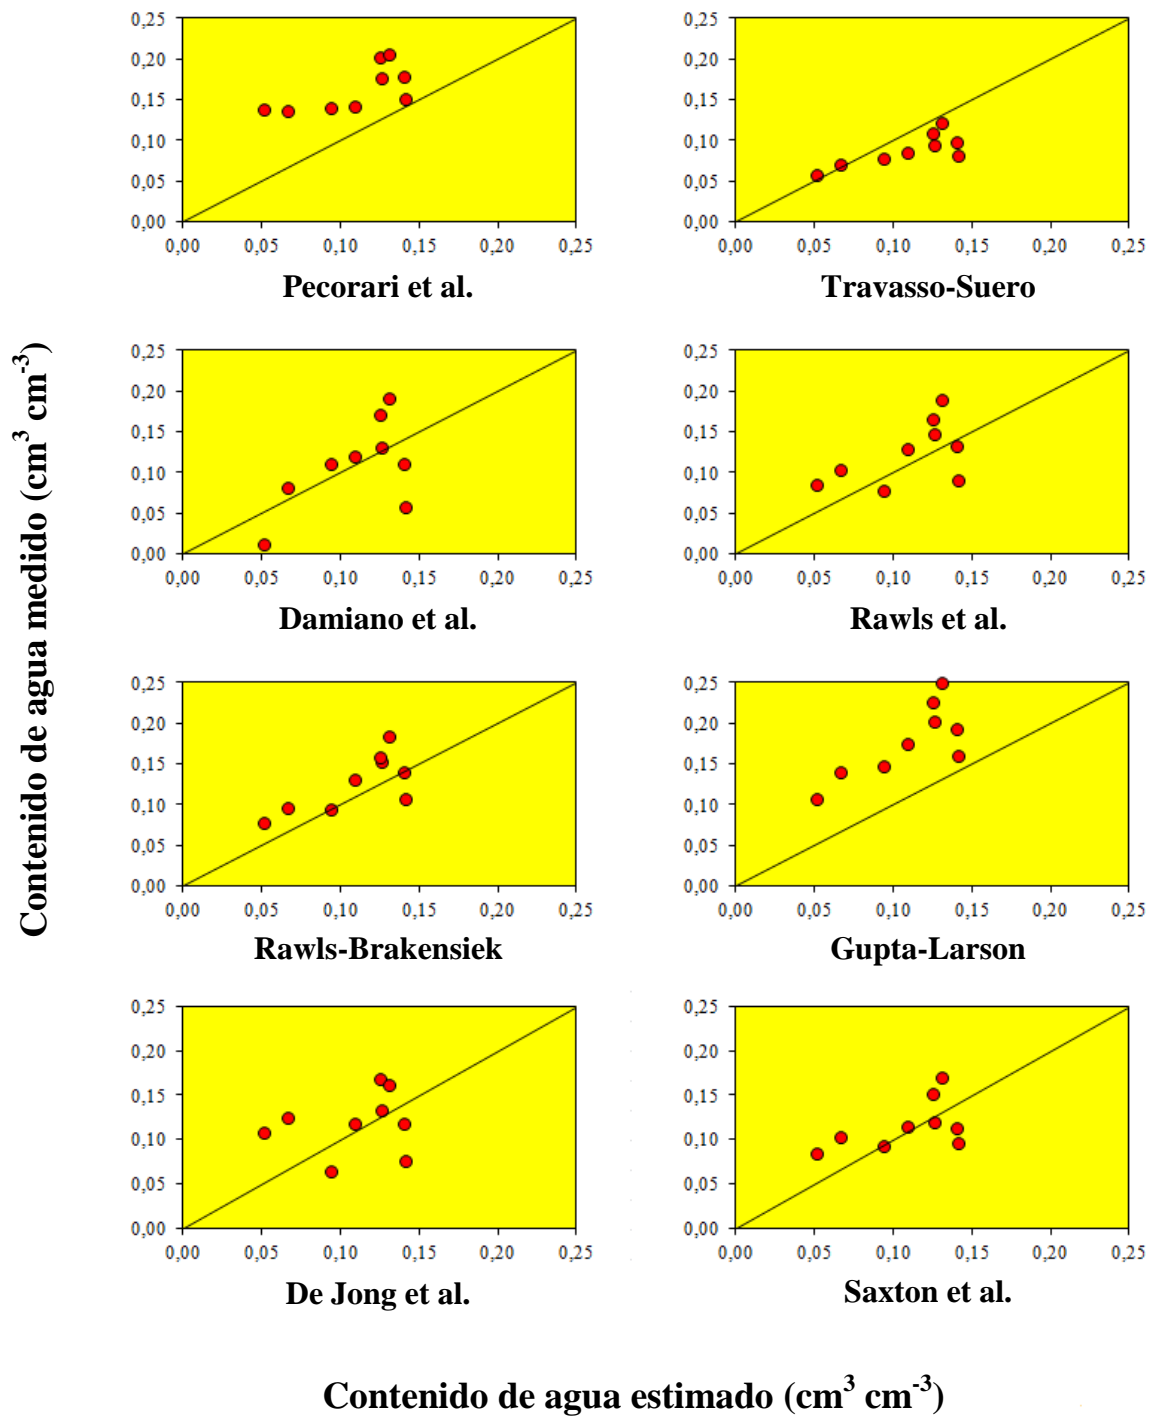 0,25
0,20
0,15
0,10
0,05
0,00
0,00 0,05 0,10 0,15 0,20 0,25
Pecorari et al.
0,25
0,20
0,15
0,10
0,05
0,00
0,00 0,05 0,10 0,15 0,20 0,25
Travasso-Suero
Contenido de agua medido (cm³ cm⁻³)
0,25
0,20
0,15
0,10
0,05
0,00
0,00 0,05 0,10 0,15 0,20 0,25
Damiano et al.
0,25
0,20
0,15
0,10
0,05
0,00
0,00 0,05 0,10 0,15 0,20 0,25
Rawls et al.
0,25
0,20
0,15
0,10
0,05
0,00
0,00 0,05 0,10 0,15 0,20 0,25
Rawls-Brakensiek
0,25
0,20
0,15
0,10
0,05
0,00
0,00 0,05 0,10 0,15 0,20 0,25
Gupta-Larson
0,25
0,20
0,15
0,10
0,05
0,00
0,00 0,05 0,10 0,15 0,20 0,25
De Jong et al.
0,25
0,20
0,15
0,10
0,05
0,00
0,00 0,05 0,10 0,15 0,20 0,25
Saxton et al.
Contenido de agua estimado (cm³ cm⁻³)